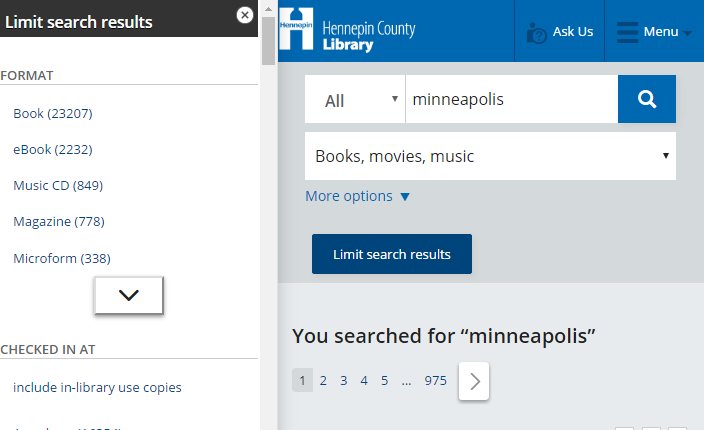 Limit search results
FORMAT
Book (23207)
eBook (2232)
Music CD (849)
Magazine (778)
Microform (338)
CHECKED IN AT
include in-library use copies
Hennepin
Hennepin County
Library
Ask Us
Menu
All
minneapolis
Books, movies, music
More options
Limit search results
You searched for “minneapolis”
1 2 3 4 5 ... 975